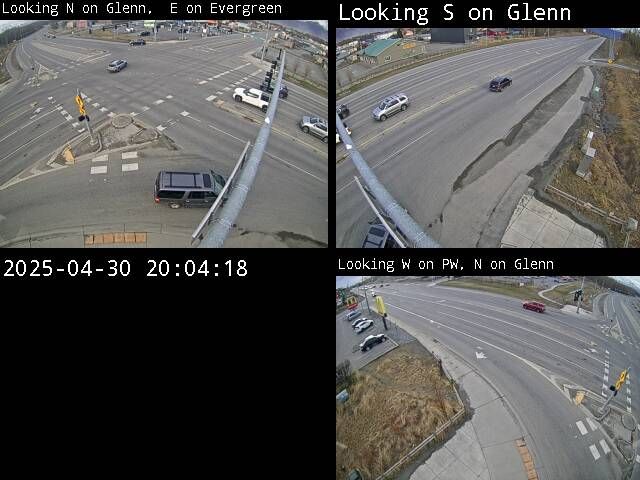 Looking N on Glenn,  E on Evergreen
Looking S on Glenn
2025-04-30 20:04:18
Looking W on PW, N on Glenn